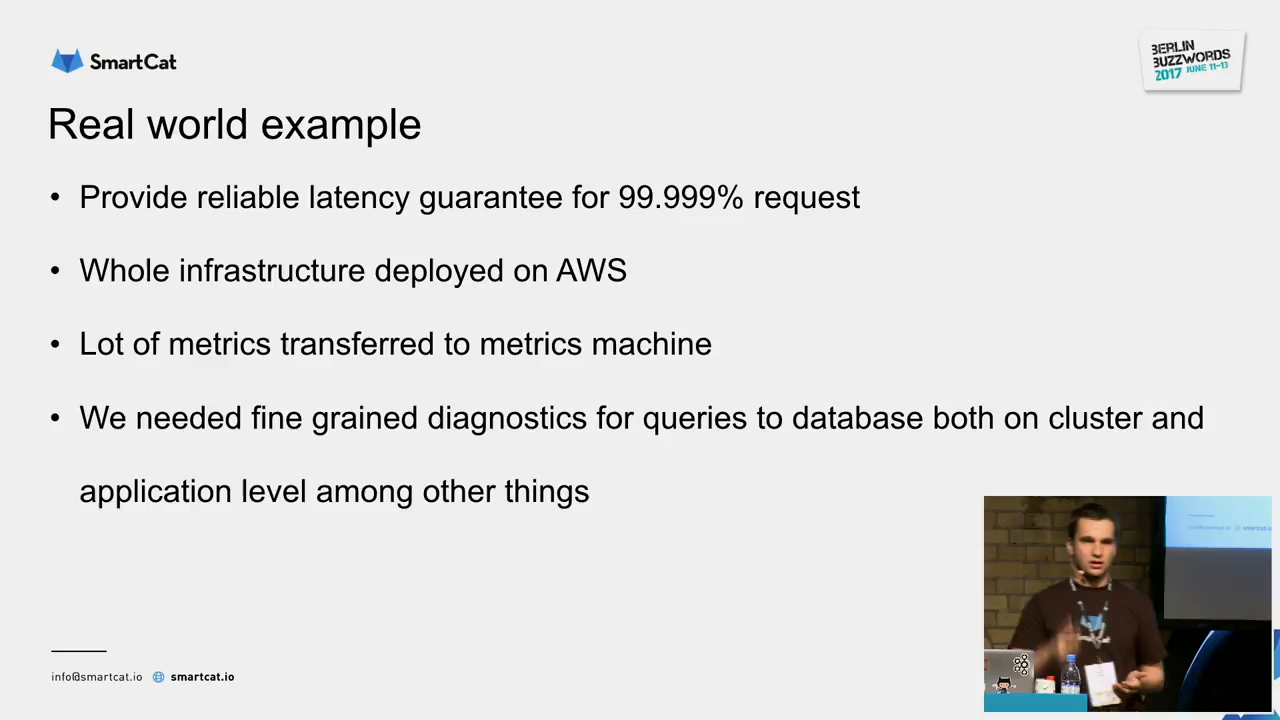 SmartCat
BERLIN
BUZZWORDS
2017 JUNE 11-13
Real world example
• Provide reliable latency guarantee for 99.999% request
• Whole infrastructure deployed on AWS
• Lot of metrics transferred to metrics machine
• We needed fine grained diagnostics for queries to database both on cluster and
application level among other things
info@smartcat.io smartcat.io